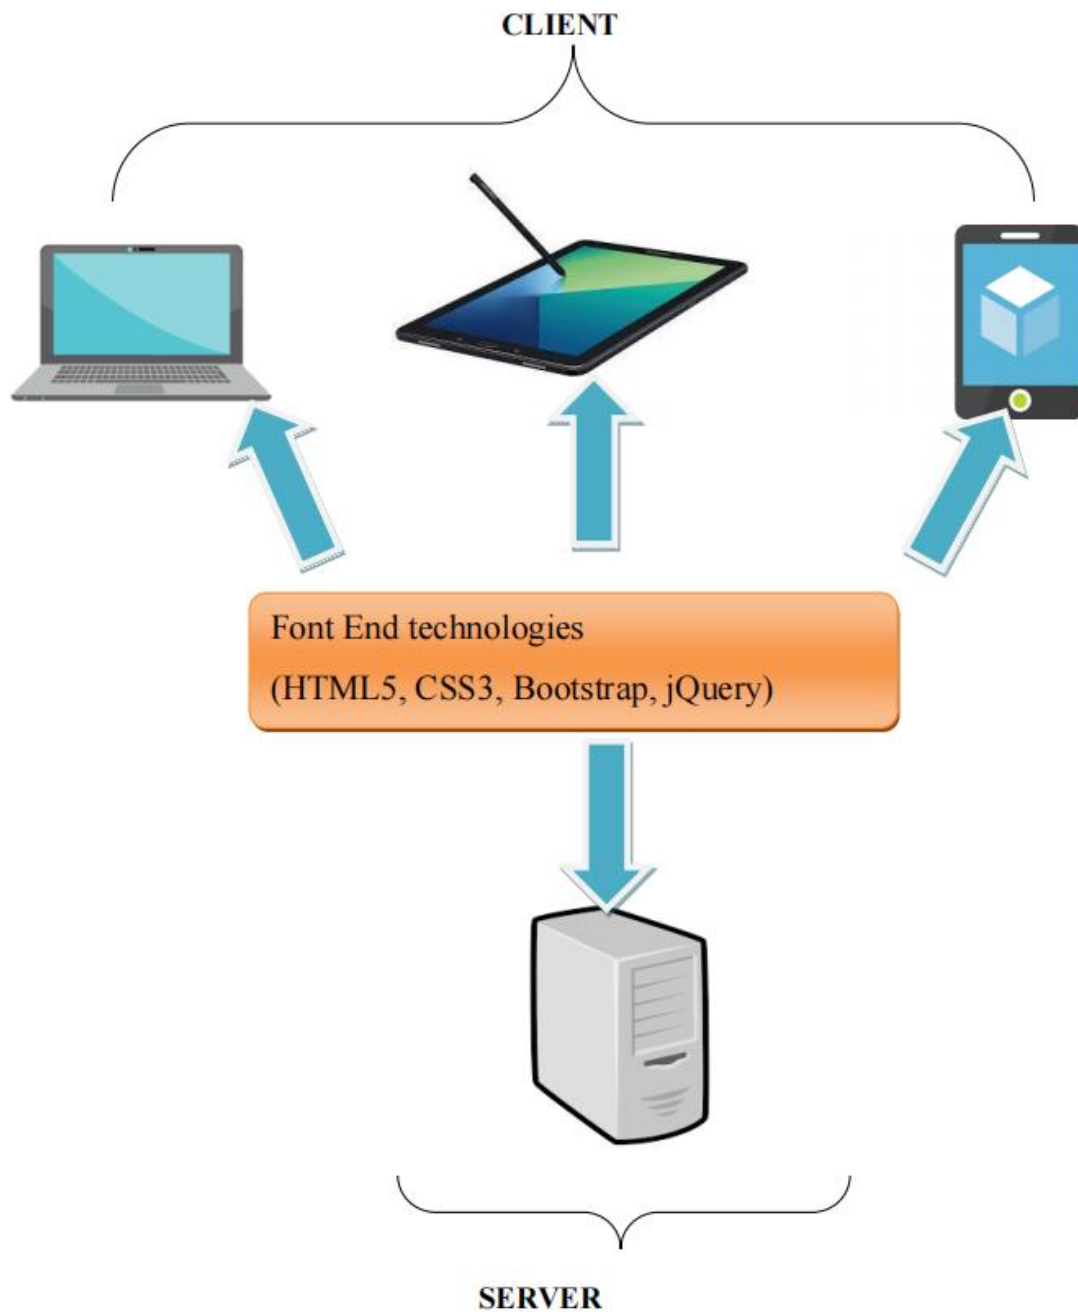 CLIENT
Font End technologies
(HTML5, CSS3, Bootstrap, jQuery)
SERVER